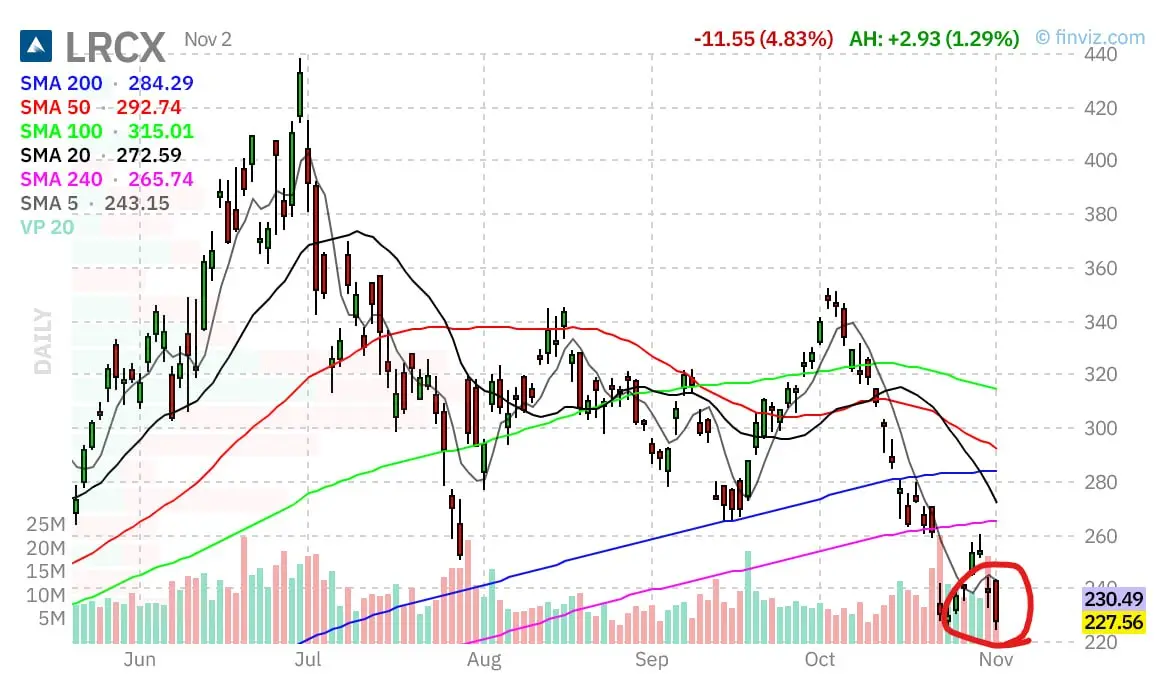 LRCX Nov 2 -11.55 (4.83%) AH: +2.93 (1.29%) © finviz.com
SMA 200 · 284.29
SMA 50 · 292.74
SMA 100 · 315.01
SMA 20 · 272.59
SMA 240 · 265.74
SMA 5 · 243.15
VP 20
DAILY
440
420
400
380
360
340
320
300
280
260
240
230.49
227.56
220
25M
20M
15M
10M
5M
Jun Jul Aug Sep Oct Nov